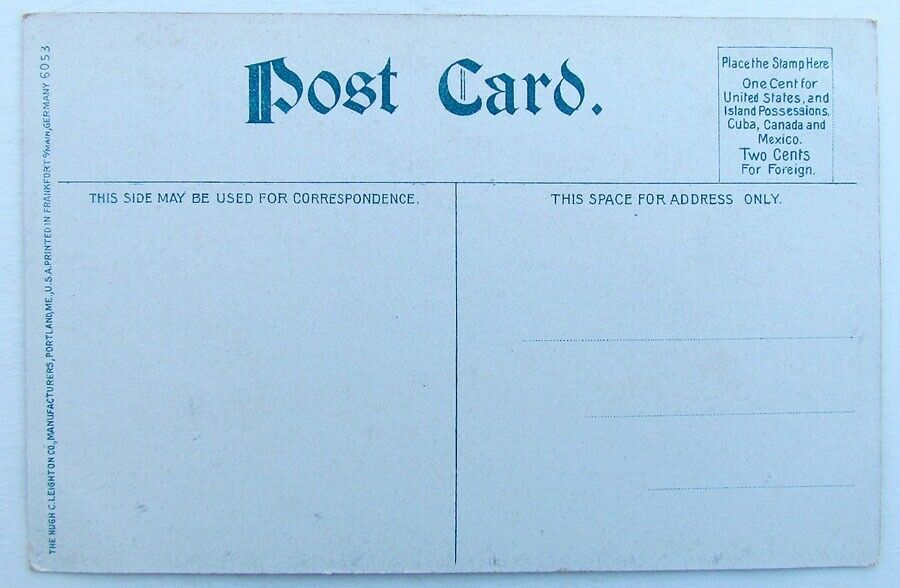 Post Card.
Place the Stamp Here
One Cent for
United States, and
Island Possessions,
Cuba, Canada and
Mexico.
Two Cents
For Foreign.
THIS SIDE MAY BE USED FOR CORRESPONDENCE.
THIS SPACE FOR ADDRESS ONLY.
THE HUGH C. LEIGHTON CO., MANUFACTURERS, PORTLAND, ME., U.S.A. PRINTED IN FRANKFORT o/MAIN, GERMANY 6053